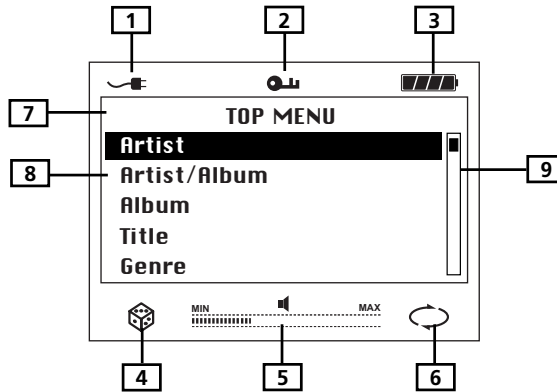 1 2 3
7
TOP MENU
Artist
8 Artist/Album 9
Album
Title
Genre
MIN MAX
4 5 6